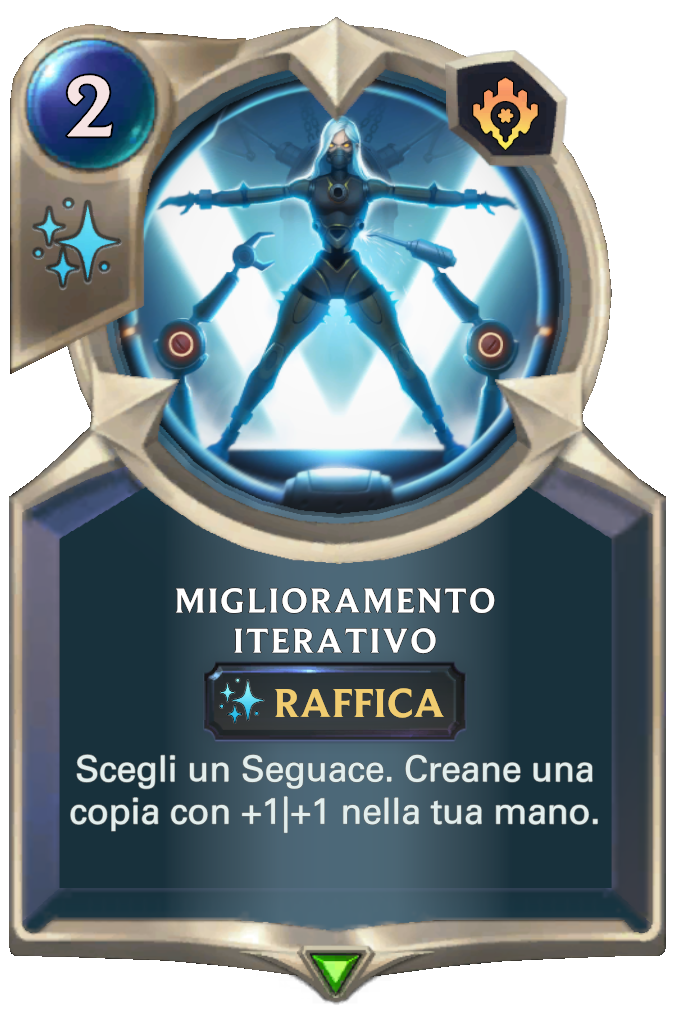 2
MIGLIORAMENTO
ITERATIVO
RAFFICA
Scegli un Seguace. Creane una
copia con +1|+1 nella tua mano.